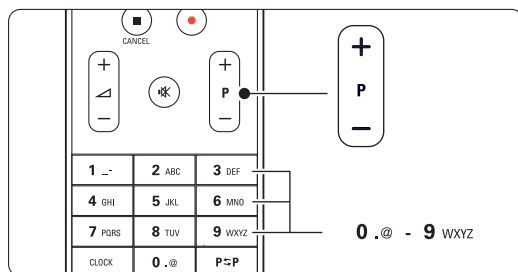 CANCEL
+ +
P
– –
+
P
–
1 _- 2 ABC 3 DEF
4 GHI 5 JKL 6 MNO
7 PQRS 8 TUV 9 WXYZ
CLOCK 0 .@ P⇆P
0 .@ - 9 WXYZ